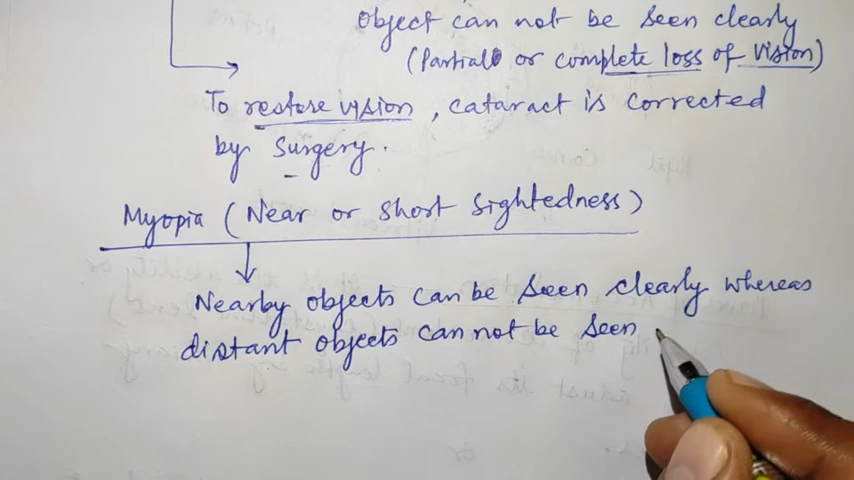 object can not be seen clearly
(Partial or complete loss of vision)
To restore vision, cataract is corrected
by surgery.
Myopia (Near or short sightedness)
Nearby objects can be seen clearly whereas
distant objects can not be seen